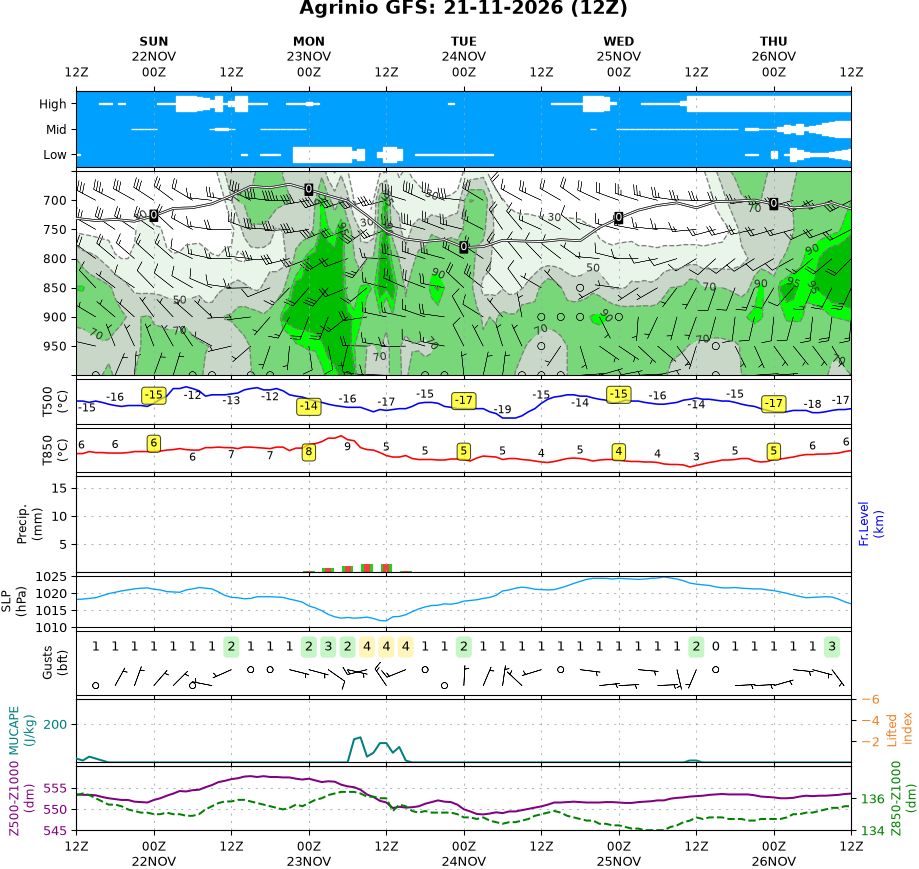 Agrinio GFS: 21-11-2026 (12Z)
SUN MON TUE WED THU
22NOV 23NOV 24NOV 25NOV 26NOV
12Z 00Z 12Z 00Z 12Z 00Z 12Z 00Z 12Z 00Z 12Z
High
Mid
Low
700
750
800
850
900
950
0 0 0 0 0
30 30 50 50 70 70 70 70 70 70 90 90 90 90
T500 (°C)
-15 -16 -15 -12 -13 -12 -14 -16 -17 -15 -17 -19 -15 -14 -15 -16 -14 -15 -17 -18 -17
T850 (°C)
6 6 6 6 7 7 8 9 5 5 5 5 4 5 4 4 3 5 5 6 6
Precip. (mm)
15
10
5
Fr.Level (km)
SLP (hPa)
1025
1020
1015
1010
Gusts (bft)
1 1 1 1 1 1 1 2 1 1 1 2 3 2 4 4 4 1 1 2 1 1 1 1 1 1 1 1 1 1 1 2 0 1 1 1 1 1 3
MUCAPE (J/kg)
200
−6
−4
−2
Lifted index
Z500-Z1000 (dm)
555
550
545
136
134
Z850-Z1000 (dm)
12Z 00Z 12Z 00Z 12Z 00Z 12Z 00Z 12Z 00Z 12Z
22NOV 23NOV 24NOV 25NOV 26NOV